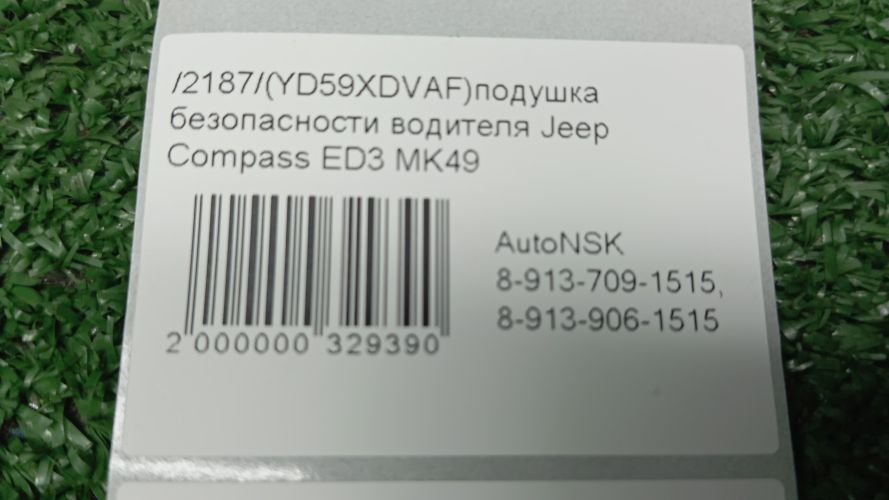 /2187/(YD59XDVAF)подушка
безопасности водителя Jeep
Compass ED3 MK49
AutoNSK
8-913-709-1515,
8-913-906-1515
2 000000 329390